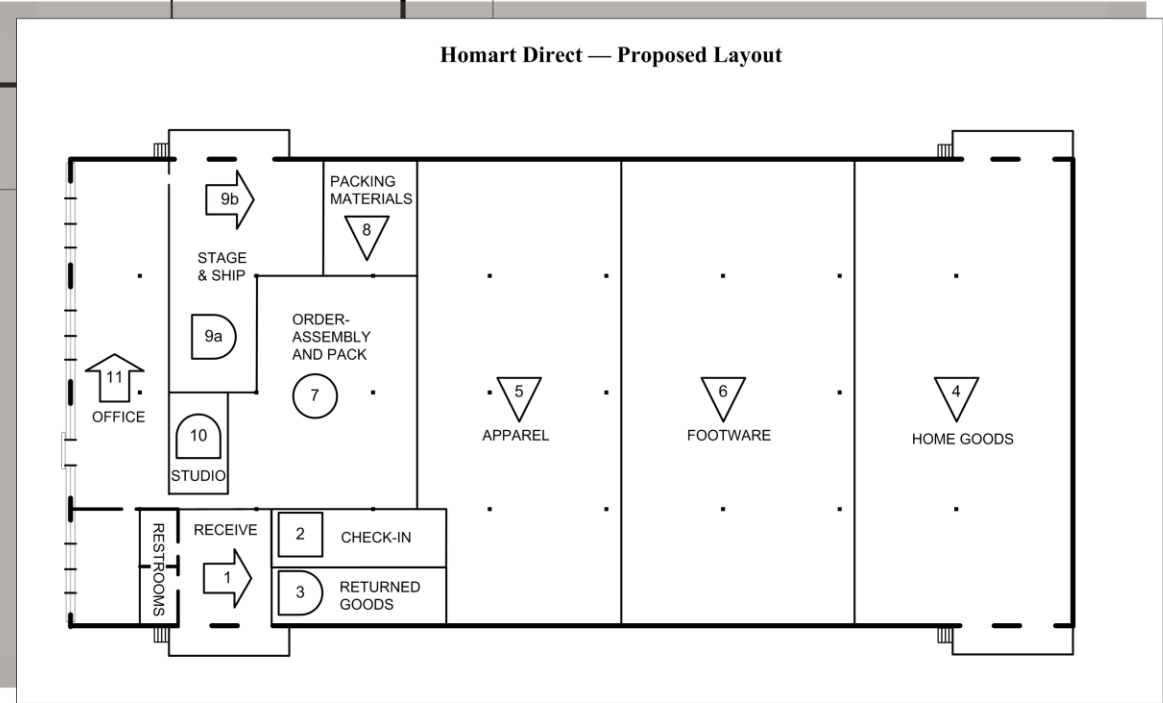 Homart Direct — Proposed Layout
9b
PACKING
MATERIALS
8
STAGE
& SHIP
9a
ORDER-
ASSEMBLY
AND PACK
7
11
OFFICE
10
STUDIO
5
APPAREL
6
FOOTWARE
4
HOME GOODS
RESTROOMS
RECEIVE
1
2
CHECK-IN
3
RETURNED
GOODS